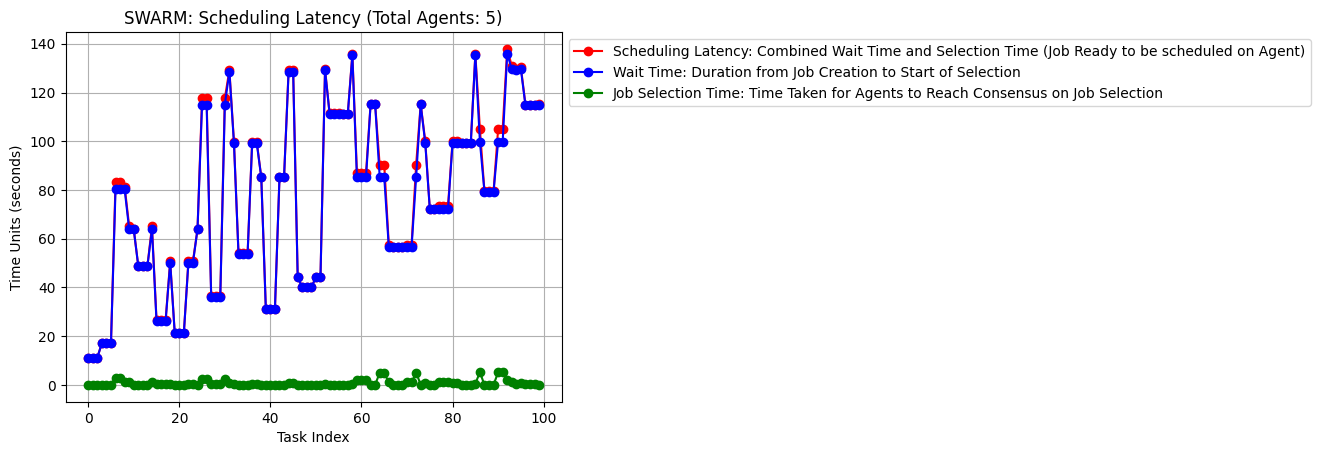 SWARM: Scheduling Latency (Total Agents: 5)
Scheduling Latency: Combined Wait Time and Selection Time (Job Ready to be scheduled on Agent)
Wait Time: Duration from Job Creation to Start of Selection
Job Selection Time: Time Taken for Agents to Reach Consensus on Job Selection
Time Units (seconds)
140
120
100
80
60
40
20
0
0 20 40 60 80 100
Task Index